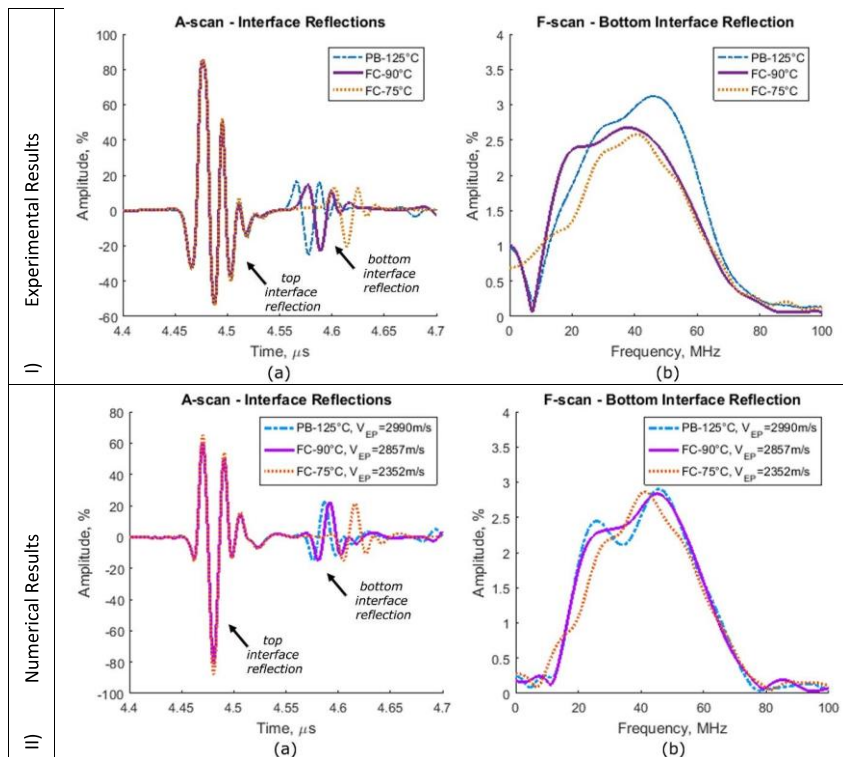 I) Experimental Results
A-scan - Interface Reflections
PB-125°C
FC-90°C
FC-75°C
Amplitude, %
100
80
60
40
20
0
-20
-40
-60
top
interface
reflection
bottom
interface
reflection
4.4 4.45 4.5 4.55 4.6 4.65 4.7
Time, μs
(a)
F-scan - Bottom Interface Reflection
PB-125°C
FC-90°C
FC-75°C
Amplitude, %
4
3.5
3
2.5
2
1.5
1
0.5
0
0 20 40 60 80 100
Frequency, MHz
(b)
II) Numerical Results
A-scan - Interface Reflections
PB-125°C, VEP=2990m/s
FC-90°C, VEP=2857m/s
FC-75°C, VEP=2352m/s
Amplitude, %
80
60
40
20
0
-20
-40
-60
-80
-100
top
interface
reflection
bottom
interface
reflection
4.4 4.45 4.5 4.55 4.6 4.65 4.7
Time, μs
(a)
F-scan - Bottom Interface Reflection
PB-125°C, VEP=2990m/s
FC-90°C, VEP=2857m/s
FC-75°C, VEP=2352m/s
Amplitude, %
4
3.5
3
2.5
2
1.5
1
0.5
0
0 20 40 60 80 100
Frequency, MHz
(b)